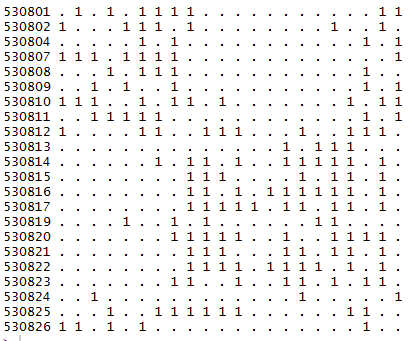 530801 . 1 . 1 . 1 1 1 1 . . . . . . . . . . . 1 1
530802 1 . . . 1 1 1 . 1 . . . . . . . . 1 . . 1 .
530804 . . . . . 1 . 1 . . . . . . . . . . . 1 . 1
530807 1 1 1 . 1 1 1 1 . . . . . . . . . . . . . 1
530808 . . . 1 . 1 1 1 . . . . . . . . . . . 1 . .
530809 . . 1 . 1 . . 1 . . . . . . . . . . . 1 . 1
530810 1 1 1 . . 1 . 1 1 . 1 . . . . . . . 1 . 1 1
530811 . . 1 1 1 1 1 . . . . . . . . . . . . 1 . 1
530812 1 . . . . 1 1 . . 1 1 1 . . . 1 . . 1 1 1 .
530813 . . . . . . . . . . . . . . 1 . 1 1 1 . . .
530814 . . . . . . 1 . 1 1 . 1 . . 1 1 1 1 1 . 1 .
530815 . . . . . . . . 1 1 1 . . . . 1 . 1 1 . 1 .
530816 . . . . . . . . 1 1 . 1 . 1 1 1 1 1 1 . 1 .
530817 . . . . . . . . 1 1 1 1 1 . 1 1 . 1 1 . 1 .
530819 . . . . 1 . . 1 . 1 . . . . . . 1 1 . . . .
530820 . . . . . . . 1 1 1 1 1 . . 1 . . 1 1 1 1 .
530821 . . . . . . . . 1 1 1 . . . 1 1 . 1 1 . 1 .
530822 . . . . . . . . 1 1 1 1 . 1 1 1 1 . 1 . 1 .
530823 . . . . . . . 1 1 . . 1 . . 1 1 . 1 . 1 1 .
530824 . . 1 . . . . . . . . . . . . 1 . . . . . 1
530825 . . . 1 . . 1 1 1 1 1 1 . . . . . . 1 1 . .
530826 1 1 . 1 . 1 . . . . . . . . . . . . . 1 . .